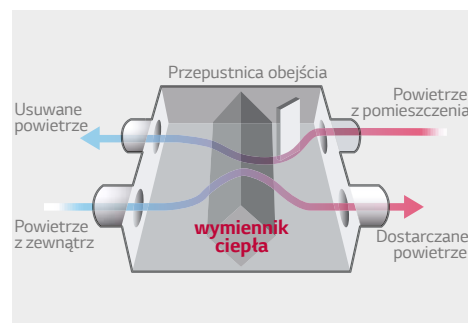 Przepustnica obejścia
Usuwane
powietrze
Powietrze
z pomieszczenia
wymiennik
ciepła
Powietrze
z zewnątrz
Dostarczane
powietrze